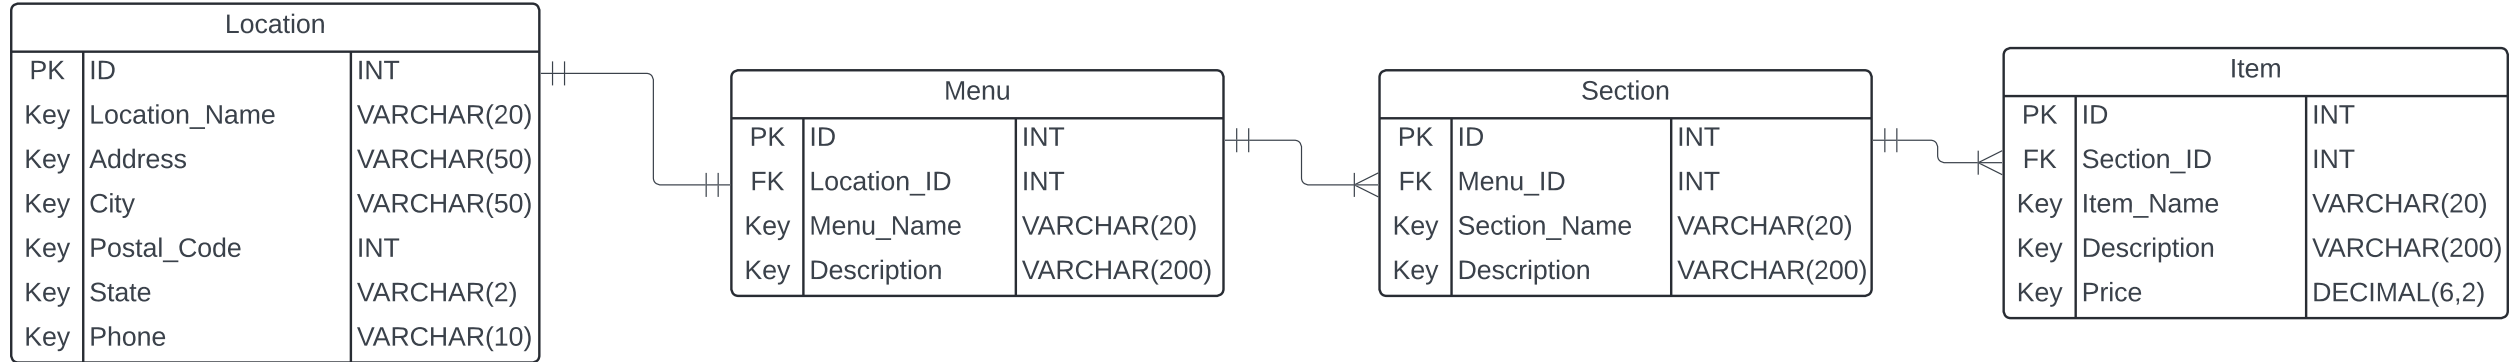 Location
PK ID INT
Key Location_Name VARCHAR(20)
Key Address VARCHAR(50)
Key City VARCHAR(50)
Key Postal_Code INT
Key State VARCHAR(2)
Key Phone VARCHAR(10)
Menu
PK ID INT
FK Location_ID INT
Key Menu_Name VARCHAR(20)
Key Description VARCHAR(200)
Section
PK ID INT
FK Menu_ID INT
Key Section_Name VARCHAR(20)
Key Description VARCHAR(200)
Item
PK ID INT
FK Section_ID INT
Key Item_Name VARCHAR(20)
Key Description VARCHAR(200)
Key Price DECIMAL(6,2)